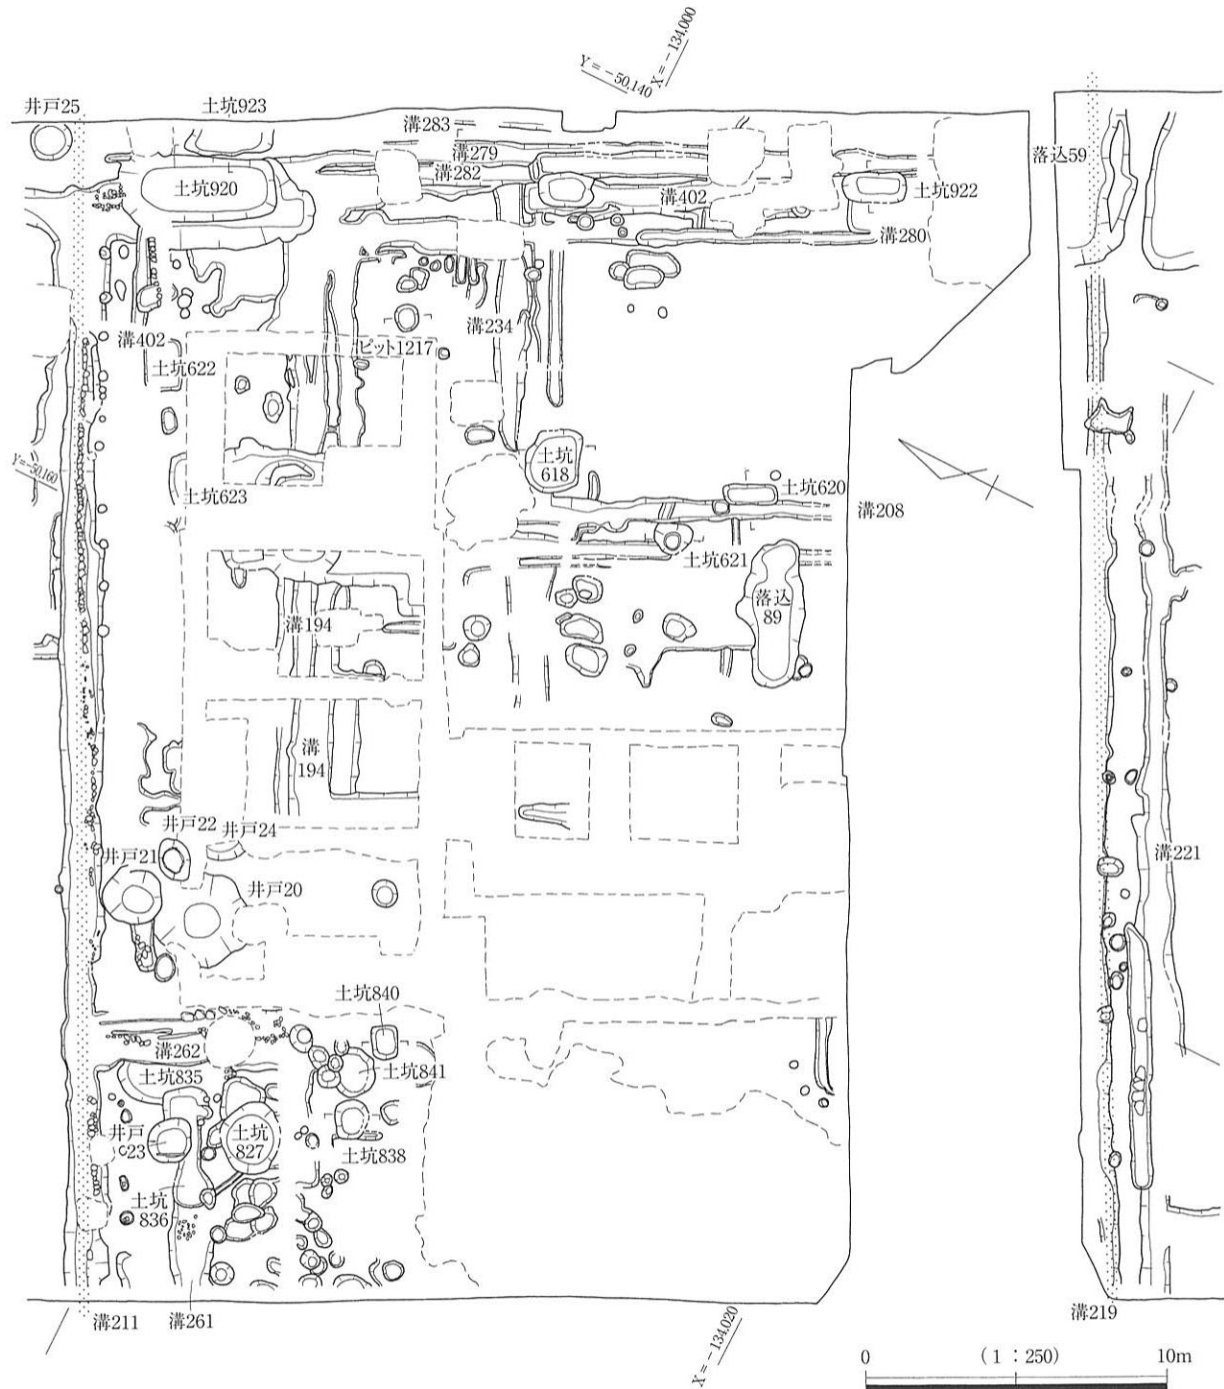 X=-134,000
Y=-50,140
井戸25
土坑923
溝283
溝279
落込59
溝282
土坑920
溝402
土坑922
溝280
溝234
溝402
ピット1217
土坑622
土坑
618
Y=-50,160
土坑623
土坑620
溝208
土坑621
落込
89
溝194
溝
194
井戸22
井戸24
井戸21
溝221
井戸20
土坑840
溝262
土坑835
土坑841
井戸
23
土坑
827
土坑838
土坑
836
溝211
溝261
溝219
X=-134,020
0
(1:250)
10m